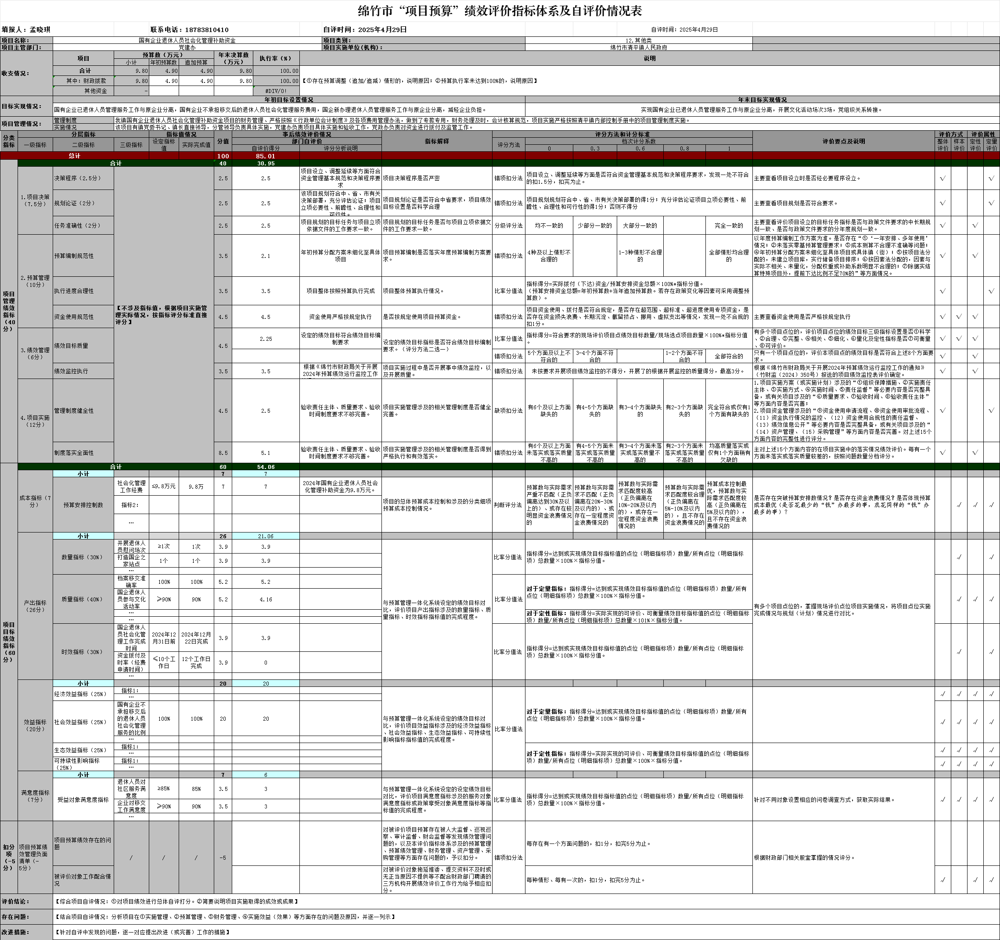 绵竹市“项目预算”绩效评价指标体系及自评价情况表
填报人：孟晓琪 联系电话：18783810410 自评时间：2025年4月29日 自评时间：2025年4月29日
项目名称： 国有企业退休人员社会化管理补助资金 项目类别： 12.其他类
项目主管部门： 党建办 项目实施单位(机构)： 绵竹市清平镇人民政府
收支情况：
项目 预算数（万元） 年末决算数（万元） 执行率（%） 说明
小计 年初预算数 追加预算
合计 9.80 4.90 4.90 9.80 100.00
其中：财政拨款 9.80 4.90 4.90 9.80 100.00
其他资金 - #DIV/0!
【①存在预算调整（追加/追减）情形的，说明原因；②预算执行率未达到100%的，说明原因】
目标实现情况：
年初目标设置情况 年末目标实现情况
国有企业已退休人员管理服务工作与原企业分离，国有企业不承担移交后的退休人员社会化管理服务费用，国企新办理退休人员管理服务工作与原企业分离，减轻企业负担。
实现国有企业已退休人员管理服务工作与原企业分离，开展文化活动场次3场，党组织关系转接。
项目管理情况：
管理制度 我镇国有企业退休人员社会化管理补助资金项目的财务管理、严格按照《行政单位会计制度》及各项费用管理办法，做到了专款专用，财务处理及时，会计核算规范，项目实施严格按照清平镇内部控制手册中的项目管理制度实施。
实施情况 该项目有镇党委书记、镇长直接领导，分管领导负责具体实施，党建办负责项目具体实施和验收工作，党政办负责对资金进行拨付及监管工作。
分类指标 分层指标 指标值情况 分值 事后绩效评价情况 指标解释 评分方法和计分标准 评价要点及说明 评价方式 评价属性
一级指标 二级指标 三级指标 设定指标值 实际完成值 部门自评价 评分方法 档次计分系数 整体评价 样本评价 定性评价 定量评价
自评价得分 评分分析说明 0 0.3 0.6 0.8 1
总计 100 85.01
项目管理绩效指标（40分）
合计 40 30.95
【不涉及指标值，根据项目实施管理实际情况，按指标评分标准直接评分】
1.项目决策（7.5分）
决策程序（2.5分） 2.5 2.5 项目设立、调整延续等方面符合资金管理基本规范和决策程序要求 项目决策程序是否严密 错项扣分法 项目设立、调整延续等方面是否符合资金管理基本规范和决策程序要求，发现一处不符合的扣1.5分，扣完为止。 主要查看项目设立时是否经必要程序设立。 √ √
规划论证（2分） 2.5 2.5 该项目规划符合中、省、市有关决策部署，充分评估论证；项目立项必要性、前瞻性、合理性和可行性。 项目规划论证是否符合中省要求，项目绩效目标设置是否科学合理 错项扣分法 项目规划规划符合中、省、市有关决策部署的得1分；充分评估论证项目立项必要性、前瞻性、合理性和可行性的得1分；否则不得分 主要查看项目规划是否符合要求。 √ √
任务准确性（2分） 2.5 2.5 项目规划的目标任务与项目立项依据文件的工作要求一致。 项目规划的目标任务是否与项目立项依据文件的工作要求一致。 分级评分法 均不一致的 少部分一致的 大部分一致的 完全一致的 主要查看评价项目设立的目标任务指标是否与政策文件要求的中长期规划一致、是否与政策文件要求的分年度规划一致。 √ √
2.预算管理（10分）
预算编制规范性 3.5 2.1 年初预算分配方案未细化至具体项目 项目预算编制是否落实年度预算编制方案要求。 错项扣分法 4种及以上情形不合理的 1-3种情形不合理的 全部情形均合理的 以年度预算编制工作方案为准。是否存在“①‘一年安排、多年使用’情况；②未落实零基预算管理要求；③成本测算不合理不准确等问题；④年初预算分配方案未细化至具体项目或具体镇（街）；⑤按项目法分配的，未建立项目库，实行储备项目排序；⑥按因素法分配的，因素与实际不相关、未量化，分配权重或补助系数明显不合理的；⑦除据实结算特殊项目外，提前下达比例不足70%的”等方面情况。 √ √
执行进度合理性 3.5 3.5 项目整体按照预算执行完成 项目整体预算执行情况。 比率分值法 指标得分=实际拨付（下达)资金/预算安排资金总额×100%*指标分值。
（预算安排资金总额=年初预算数+当年追加预算数。若存在政策变化等因素可采用调整预算数）。 √ √
资金使用规范性 4.5 4.5 资金使用严格按规定执行 是否按规定使用项目预算资金。 错项扣分法 项目资金使用、拨付是否符合规定，是否存在超范围、超标准、超进度使用专项资金，是否存在资金损失浪费、长期沉淀、截留挤占、挪用、虚拟支出等情况，发现一处不合规的扣1分。 主要查看资金使用是否严格按规定执行 √ √ √
3.绩效管理（6分）
绩效目标质量 4.5 2.25 设定的绩效目标符合绩效目标编制要求 设定的绩效目标指标是否符合绩效目标编制要求。（评分方法二选一） 比率分值法 指标得分=符合要求的现场评价项目点绩效目标数量/现场选点项目数量×100%*指标分值。 有多个项目点位的，评价项目点位的绩效目标三级指标设置是否①科学、②合理、③完整、④相关、⑤细化、⑥量化及定性指标是否⑦可衡量、⑧可评价。 √ √ √
错项扣分法 5个方面及以上不符合的 3-4个方面不符合的 1-2个方面不符合的 全部符合的 只有一个项目点位的，评价本项目点的绩效目标是否符合上述8个方面要求。 √ √
绩效监控执行 3.5 3.5 根据《绵竹市财政局关于开展2024年预算绩效运行监控工作 项目实施过程中是否开展事中绩效监控，以及开展质量。 错项扣分法 未按要求开展项目绩效监控的不得分，开展了的根据开展监控的质量得分，最高3分。 根据《绵竹市财政局关于开展2024年预算绩效运行监控工作的通知》（竹财监（2024）350号）报送的项目绩效监控表评价确定。 √ √
4.项目实施（12分）
管理制度健全性 4.5 2.5 验收责任主体、质量要求、验收时间制度要求不够完善。 项目实施管理涉及的相关管理制度是否健全完善。 缺项扣分法 有6个及以上方面缺失的 有4-5个方面缺失的 有3-4个方面缺失的 有2-3个方面缺失的 完全符合或仅有1个方面有缺失的 1.项目实施方案（或实施计划）涉及的“①组织保障措施、②实施责任主体、③实施方式、④实施时间、⑤责任监督”等必要内容是否完整具备，或有关项目涉及的“⑥质量要求、⑦验收时间、⑧验收责任主体”等方面内容是否完善；
2.项目资金管理涉及的“⑨资金使用申请流程、⑩资金使用审批流程、（11）资金执行情况的监控、（12）资金使用合规性的责任监督、（13）绩效信息公开”等必要内容是否完整具备，或有关项目涉及的“（14）资产管理、（15）采购管理”等方面内容是否完善。对上述15个方面内容的完整性进行评分。 √ √
制度落实全面性 8.5 5.1 验收责任主体、质量要求、验收时间制度要求不够完善。 项目实施管理涉及的相关管理制度是否得到严格执行和有效落实。 错项扣分法 有6个及以上方面未落实或落实质量不高的 有4-5个方面未落实或落实质量不高的 有3-4个方面未落实或落实质量不高的 有2-3个方面未落实或落实质量不高的 均高质量落实或仅有1个方面稍有欠缺的 主对上述15个方面内容的在项目实施中的落实情况绩效评价。每有一个方面未落实或落实质量较差的，按照问题数量分档评分。 √ √
项目目标绩效指标（60分）
合计 60 54.06
成本指标（7分）
小计 7 7
预算安排控制数 社会化管理工作经费 ≤9.8万元 9.8万 7 7 2024年国有企业退休人员社会化管理补助资金为9.8万元。 项目的总体预算成本控制和涉及的分类细项预算成本控制情况。 判断评分法 预算数与实际需求严重不匹配（正负偏离达到30%及以上的）、或存在较明显资金浪费情况的 预算数与实际需求不匹配（正负偏离在20%-30%及以内的）、或存在一定程度资金浪费情况的 预算数与实际需求匹配度较高（正负偏离在10%-20%及以内的），或存在一定程度资金浪费情况的 预算数与实际需求匹配度较合理（正负偏离在5%-10%及以内的），且不存在资金浪费情况的 预算成本控制最优，预算数与实际需求匹配度较高（正负偏离在5%及以内的），且不存在资金浪费情况的 是否存在突破预算安排数情况？是否存在资金浪费情况？是否体现预算成本最优（是否花最少的“钱”办最多的事，或花同样的“钱”办最多的事）？ √ √ √
指标2：
…
产出指标（26分）
小计 26 21.06
数量指标（30%） 开展退休人员慰问场次 ≥1次 1次 3.9 3.9 与预算管理一体化系统设定的绩效目标对比，评价项目产出指标涉及的数量指标、质量指标、时效指标指标值的完成程度。 比率分值法 指标得分=达到或实现绩效目标指标值的点位（明细指标项）数量/所有点位（明细指标项）总数量×100%×指标分值。 有多个项目点位的，掌握现场评价点位项目实施情况，将项目点位实施完成情况与规划（计划）情况进行对比。 √ √
打造国企之家站点 1个 1个 3.9 3.9
…
质量指标（40%） 档案移交准确率 100% 100% 5.2 5.2 比率分值法 对于定量指标：指标得分=达到或实现绩效目标指标值的点位（明细指标项）数量/所有点位（明细指标项）总数量×100%×指标分值。 √ √ √
国企退休人员参与文化活动率 ≥90% 90% 5.2 4.16
…
… 对于定性指标：指标得分=实际实现的可评价、可衡量绩效目标指标值的点位（明细指标项）数量/所有点位（明细指标项）总数量×101%×指标分值。
时效指标（30%） 国企退休人员社会化管理工作完成时间 2024年12月31日前 2024年12月22日完成 3.9 3.9 比率分值法 指标得分=达到或实现绩效目标指标值的点位（明细指标项）数量/所有点位（明细指标项）总数量×100%×指标分值。 √ √
资金拨付及时率（经费申请时间） ≤10个工作日 12个工作日完成 3.9 0
…
效益指标（20分）
小计 20 20
经济效益指标（25%） 指标1： 与预算管理一体化系统设定的绩效目标对比，评价项目效益指标涉及的经济效益指标、社会效益指标、生态效益指标、可持续性影响指标指标值的完成程度。 比率分值法 对于定量指标：指标得分=达到或实现绩效目标指标值的点位（明细指标项）数量/所有点位（明细指标项）总数量×100%×指标分值。 √ √ √ √
…
社会效益指标（25%） 国有企业不承担移交后的退休人员社会化管理服务的比例 100% 100% 20 20 √ √ √ √
…
生态效益指标（25%） 指标1： 对于定性指标：指标得分=实际实现的可评价、可衡量绩效目标指标值的点位（明细指标项）数量/所有点位（明细指标项）总数量×100%×指标分值。 √ √ √ √
…
可持续性影响指标（25%） 指标1： √ √ √ √
…
满意度指标（7分）
小计 7 6
受益对象满意度指标 退休人员对社区服务满意度 ≥85% 85% 3.5 3 与预算管理一体化系统设定的设定绩效目标对比，评价项目满意度指标涉及的服务对象满意度指标或政策享受对象满意度指标等指标值的完成程度。 比率分值法 指标得分=达到或实现绩效目标指标值的点位（明细指标项）数量/所有点位（明细指标项）总数量×100%×指标分值。 针对不同对象设置相应的问卷调查方式，获取实际结果。 √ √ √ √
企业对移交工作满意度 ≥90% 90% 3.5 3
…
扣分项（-5分） 项目预算绩效管理负面清单（-5分）
项目预算绩效存在的问题 / / / -5 对被评价项目预算存在被人大监督、巡视巡察、审计监督、财会监督等发现绩效管理问题的，以及本评价指标体系涉及的预算管理、预算绩效管理、财务管理、资产管理、采购管理等方面存在问题的，予以扣分。 错项扣分法 每存在有一个方面问题的，扣1分，扣完5分为止。 根据财政部门相关股室掌握的情况评分。
被评价对象工作配合情况 对被评价对象拖延推诿、提交资料不及时或无正当原因不提供等不配合财政部门聘请的三方机构开展绩效评价工作行为给予相应扣分。 每种情形、每有一次的，扣1分，扣完5分为止。 √ √ √
评价结论： 【综合项目自评情况：①对项目绩效进行总体自评打分。②简要说明项目实施取得的成效或成果】
存在问题： 【结合项目自评情况：分析项目在①实施管理、②预算管理、③财务管理、④实施效益（效果）等方面存在的问题及原因，并逐一列示】
改进措施： 【针对自评中发现的问题，逐一对应提出改进（或完善）工作的措施】